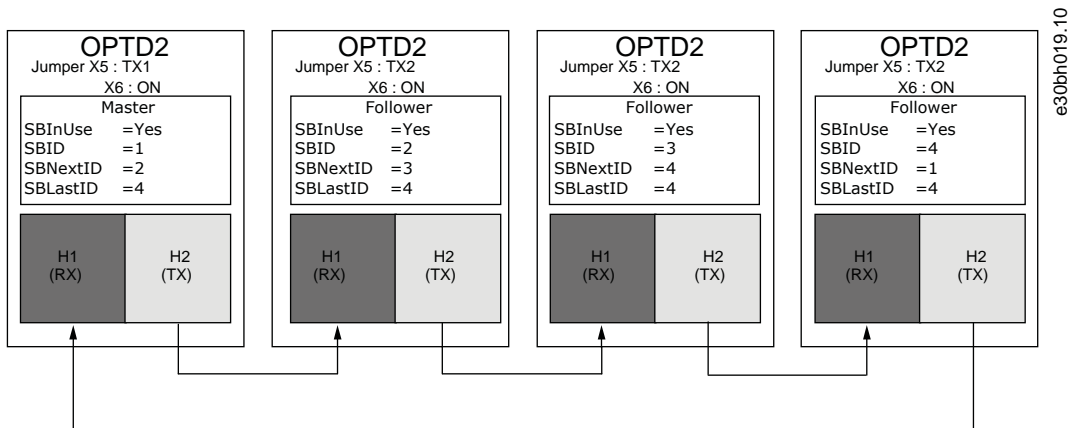 OPTD2
Jumper X5 : TX1
X6 : ON
Master
SBInUse =Yes
SBID =1
SBNextID =2
SBLastID =4
H1
(RX)
H2
(TX)
OPTD2
Jumper X5 : TX2
X6 : ON
Follower
SBInUse =Yes
SBID =2
SBNextID =3
SBLastID =4
H1
(RX)
H2
(TX)
OPTD2
Jumper X5 : TX2
X6 : ON
Follower
SBInUse =Yes
SBID =3
SBNextID =4
SBLastID =4
H1
(RX)
H2
(TX)
OPTD2
Jumper X5 : TX2
X6 : ON
Follower
SBInUse =Yes
SBID =4
SBNextID =1
SBLastID =4
H1
(RX)
H2
(TX)
e30bh019.10